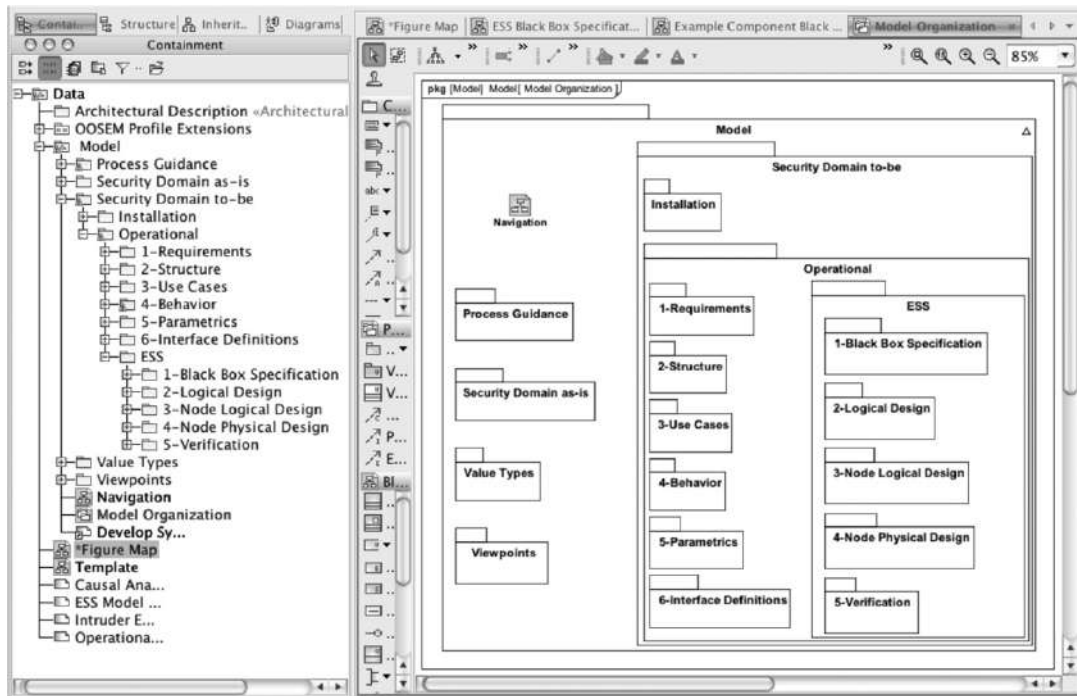 Contai...
Structure
Inherit...
Diagrams
Containment
Data
Architectural Description «Architectural
OOSEM Profile Extensions
Model
Process Guidance
Security Domain as-is
Security Domain to-be
Installation
Operational
1-Requirements
2-Structure
3-Use Cases
4-Behavior
5-Parametrics
6-Interface Definitions
ESS
1-Black Box Specification
2-Logical Design
3-Node Logical Design
4-Node Physical Design
5-Verification
Value Types
Viewpoints
Navigation
Model Organization
Develop Sy...
*Figure Map
Template
Causal Ana...
ESS Model ...
Intruder E...
Operationa...
*Figure Map
ESS Black Box Specificat...
Example Component Black ...
Model Organization
85%
C...
abc
P...
V...
V...
P...
E...
Bl...
pkg [Model] Model[ Model Organization ]
Model
Navigation
Process Guidance
Security Domain as-is
Value Types
Viewpoints
Security Domain to-be
Installation
Operational
1-Requirements
2-Structure
3-Use Cases
4-Behavior
5-Parametrics
6-Interface Definitions
ESS
1-Black Box Specification
2-Logical Design
3-Node Logical Design
4-Node Physical Design
5-Verification